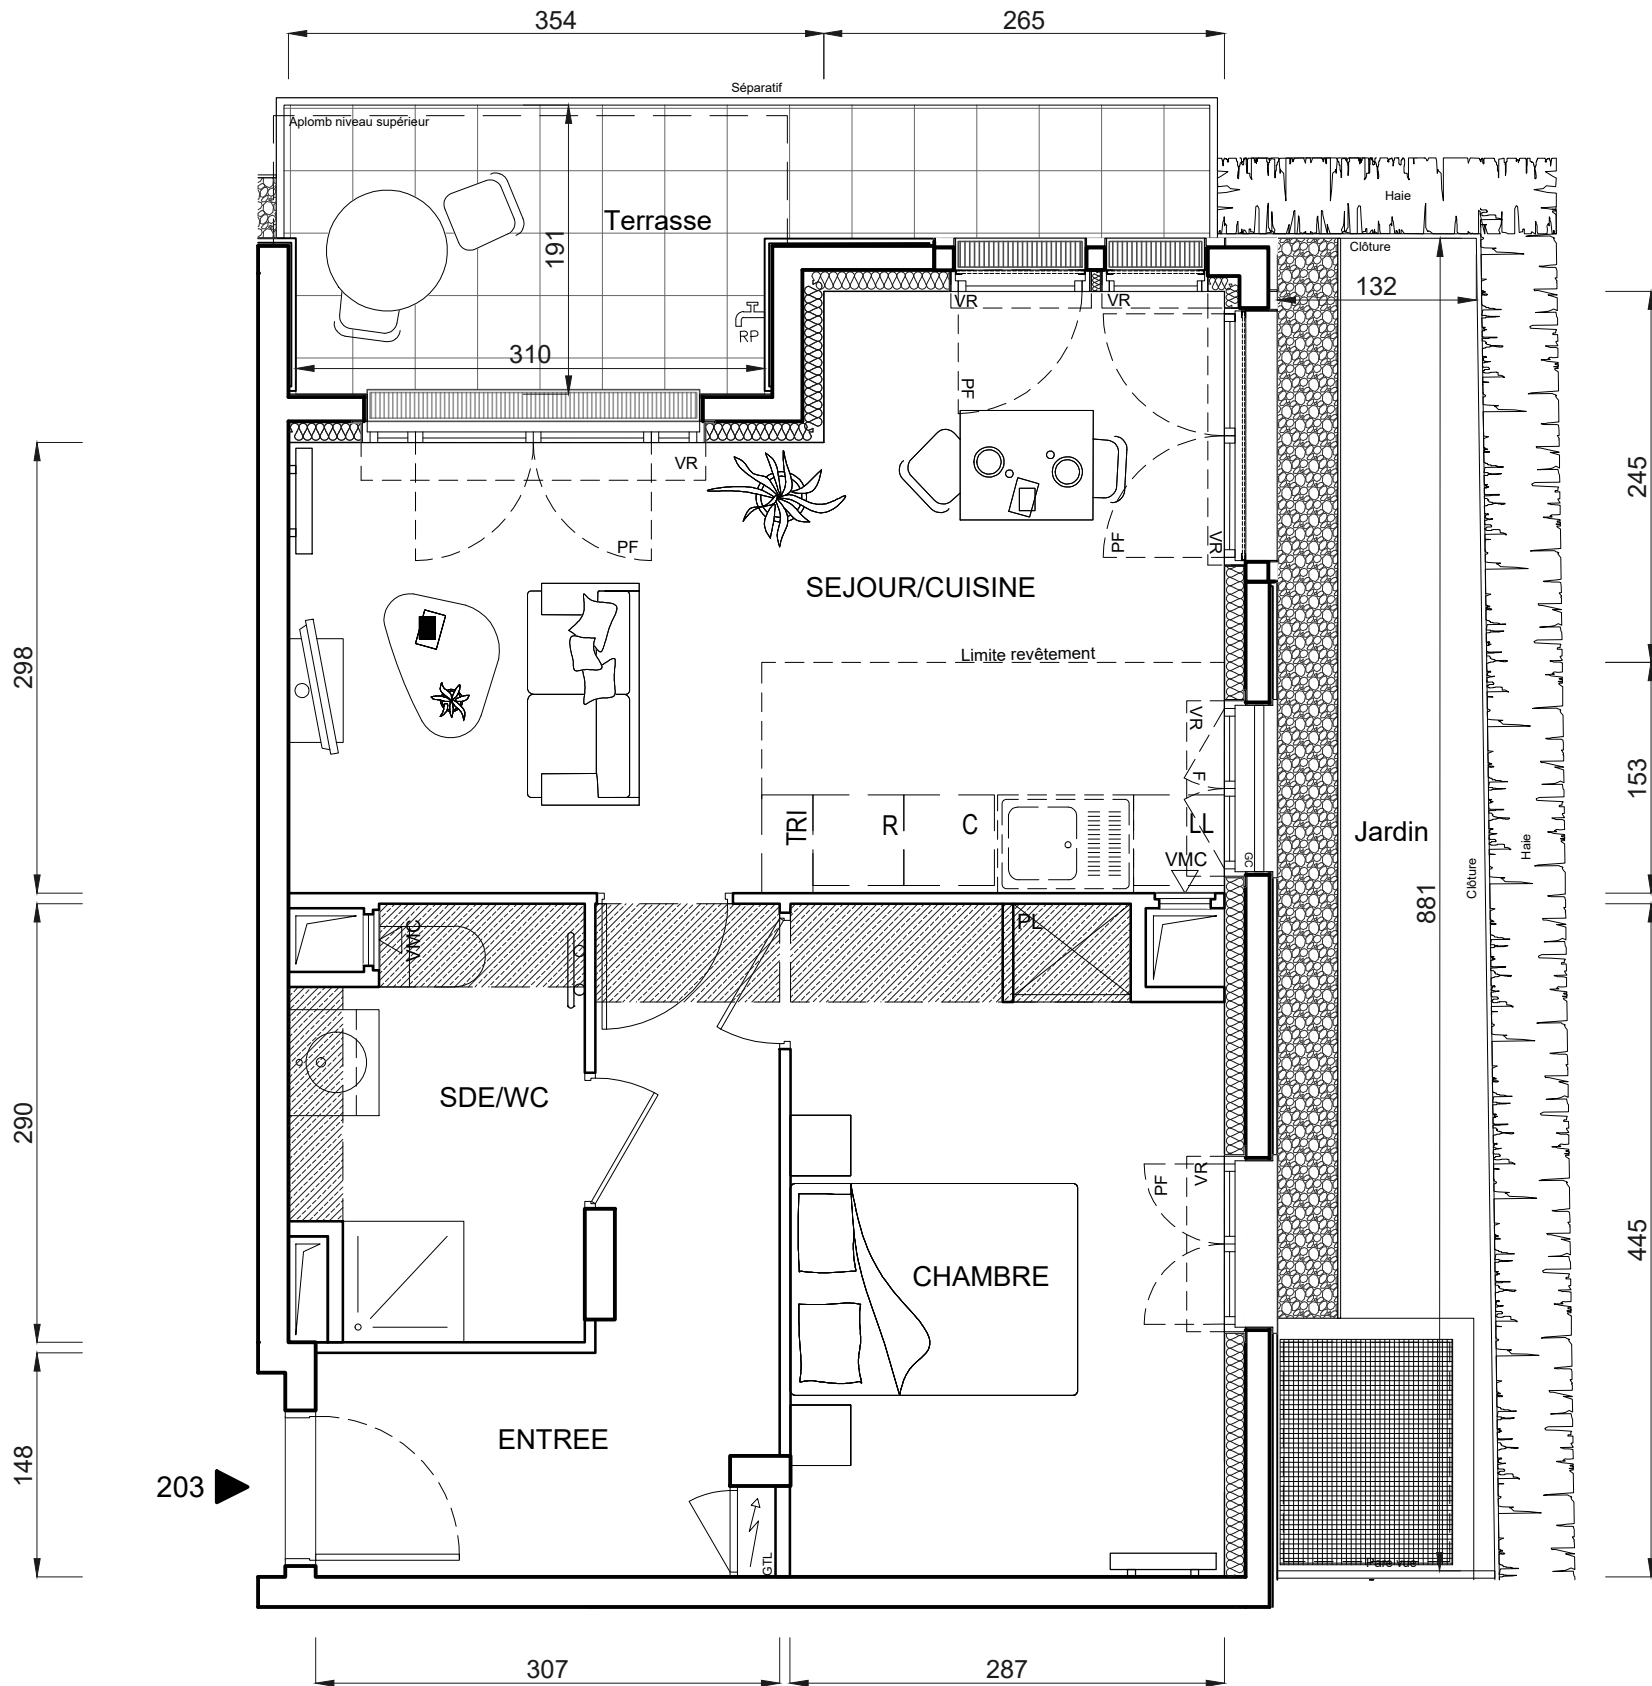 354
265
Séparatif
Aplomb niveau supérieur
Haie
Terrasse
191
Clôture
132
VR
VR
RP
310
PF
245
VR
PF
PF
VR
SEJOUR/CUISINE
298
Limite revêtement
VR
F
153
TRI
R
C
LL
Jardin
Haie
VMC
GC
Clôture
881
PL
VMC
SDE/WC
290
PF
VR
445
CHAMBRE
ENTREE
148
203
GTL
Pare vue
307
287